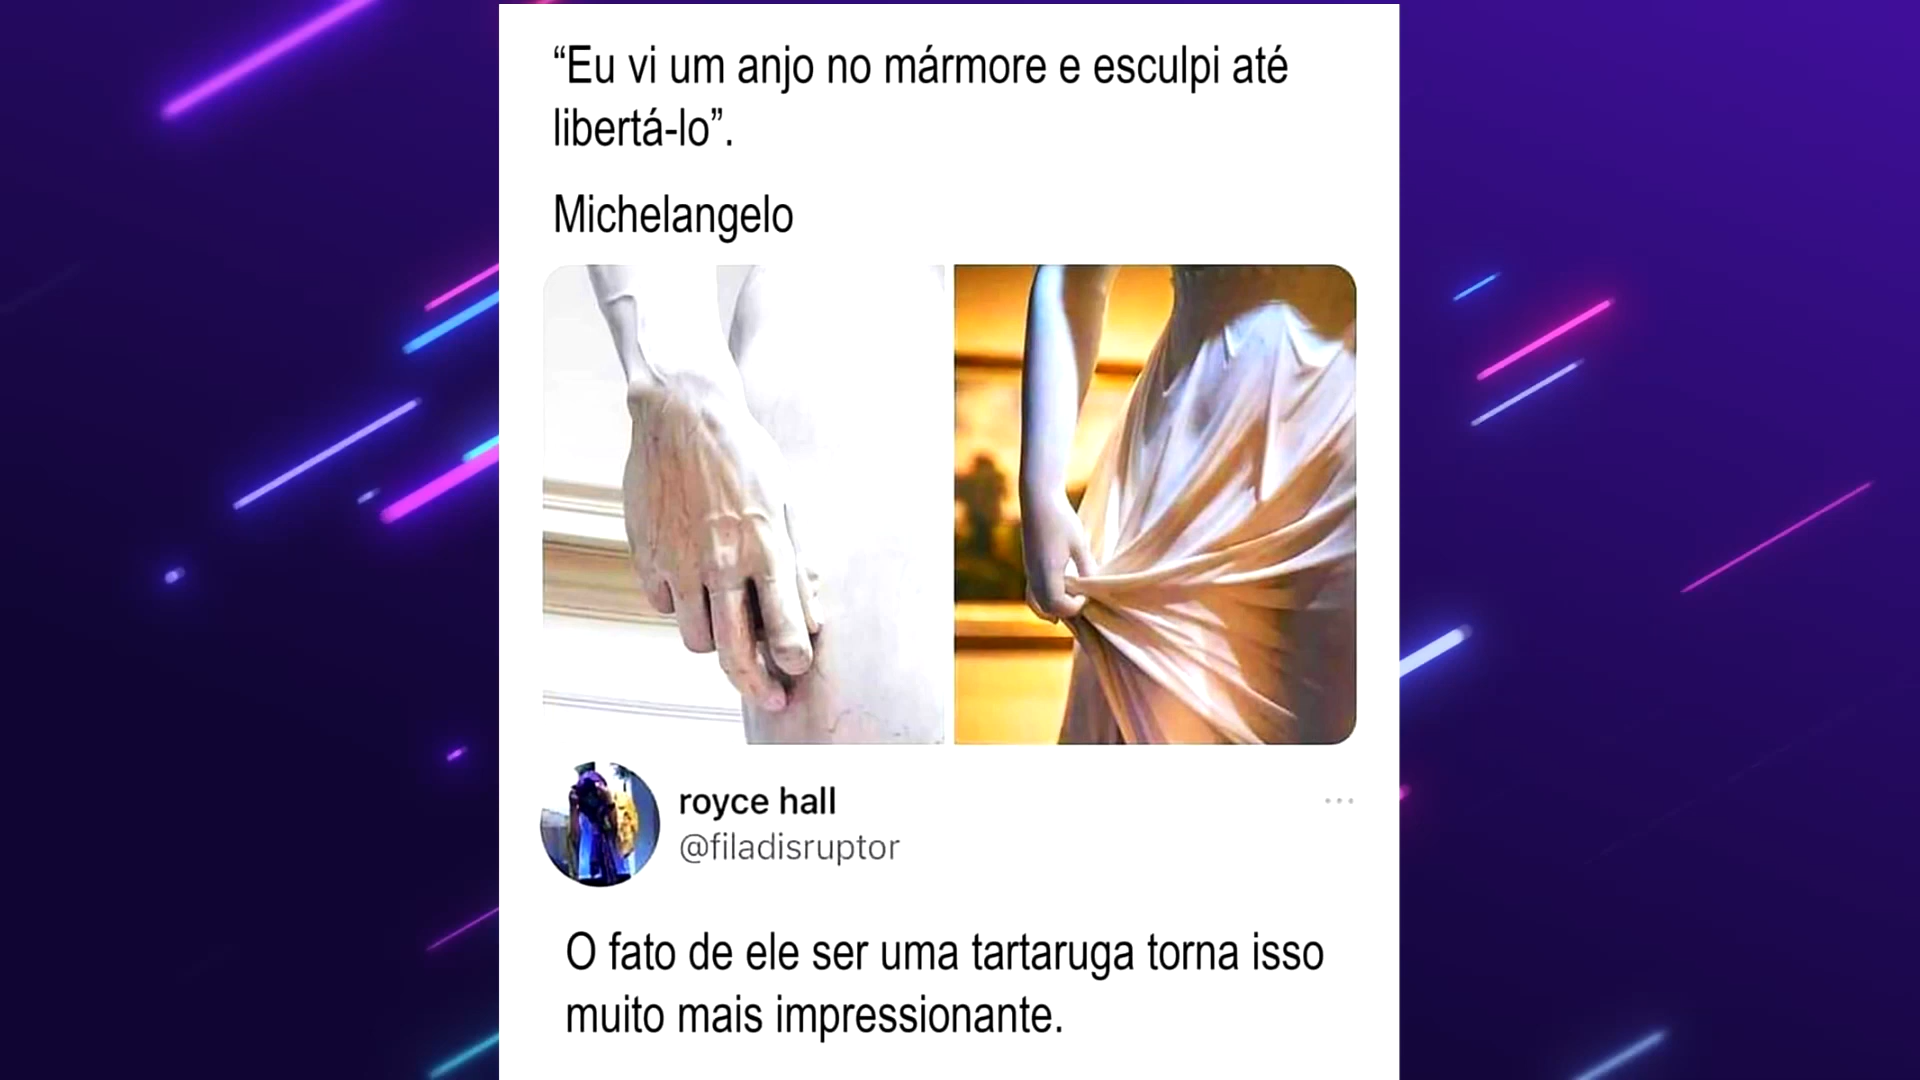 “Eu vi um anjo no mármore e esculpi até
libertá-lo”.
Michelangelo
royce hall
@filadisruptor
O fato de ele ser uma tartaruga torna isso
muito mais impressionante.